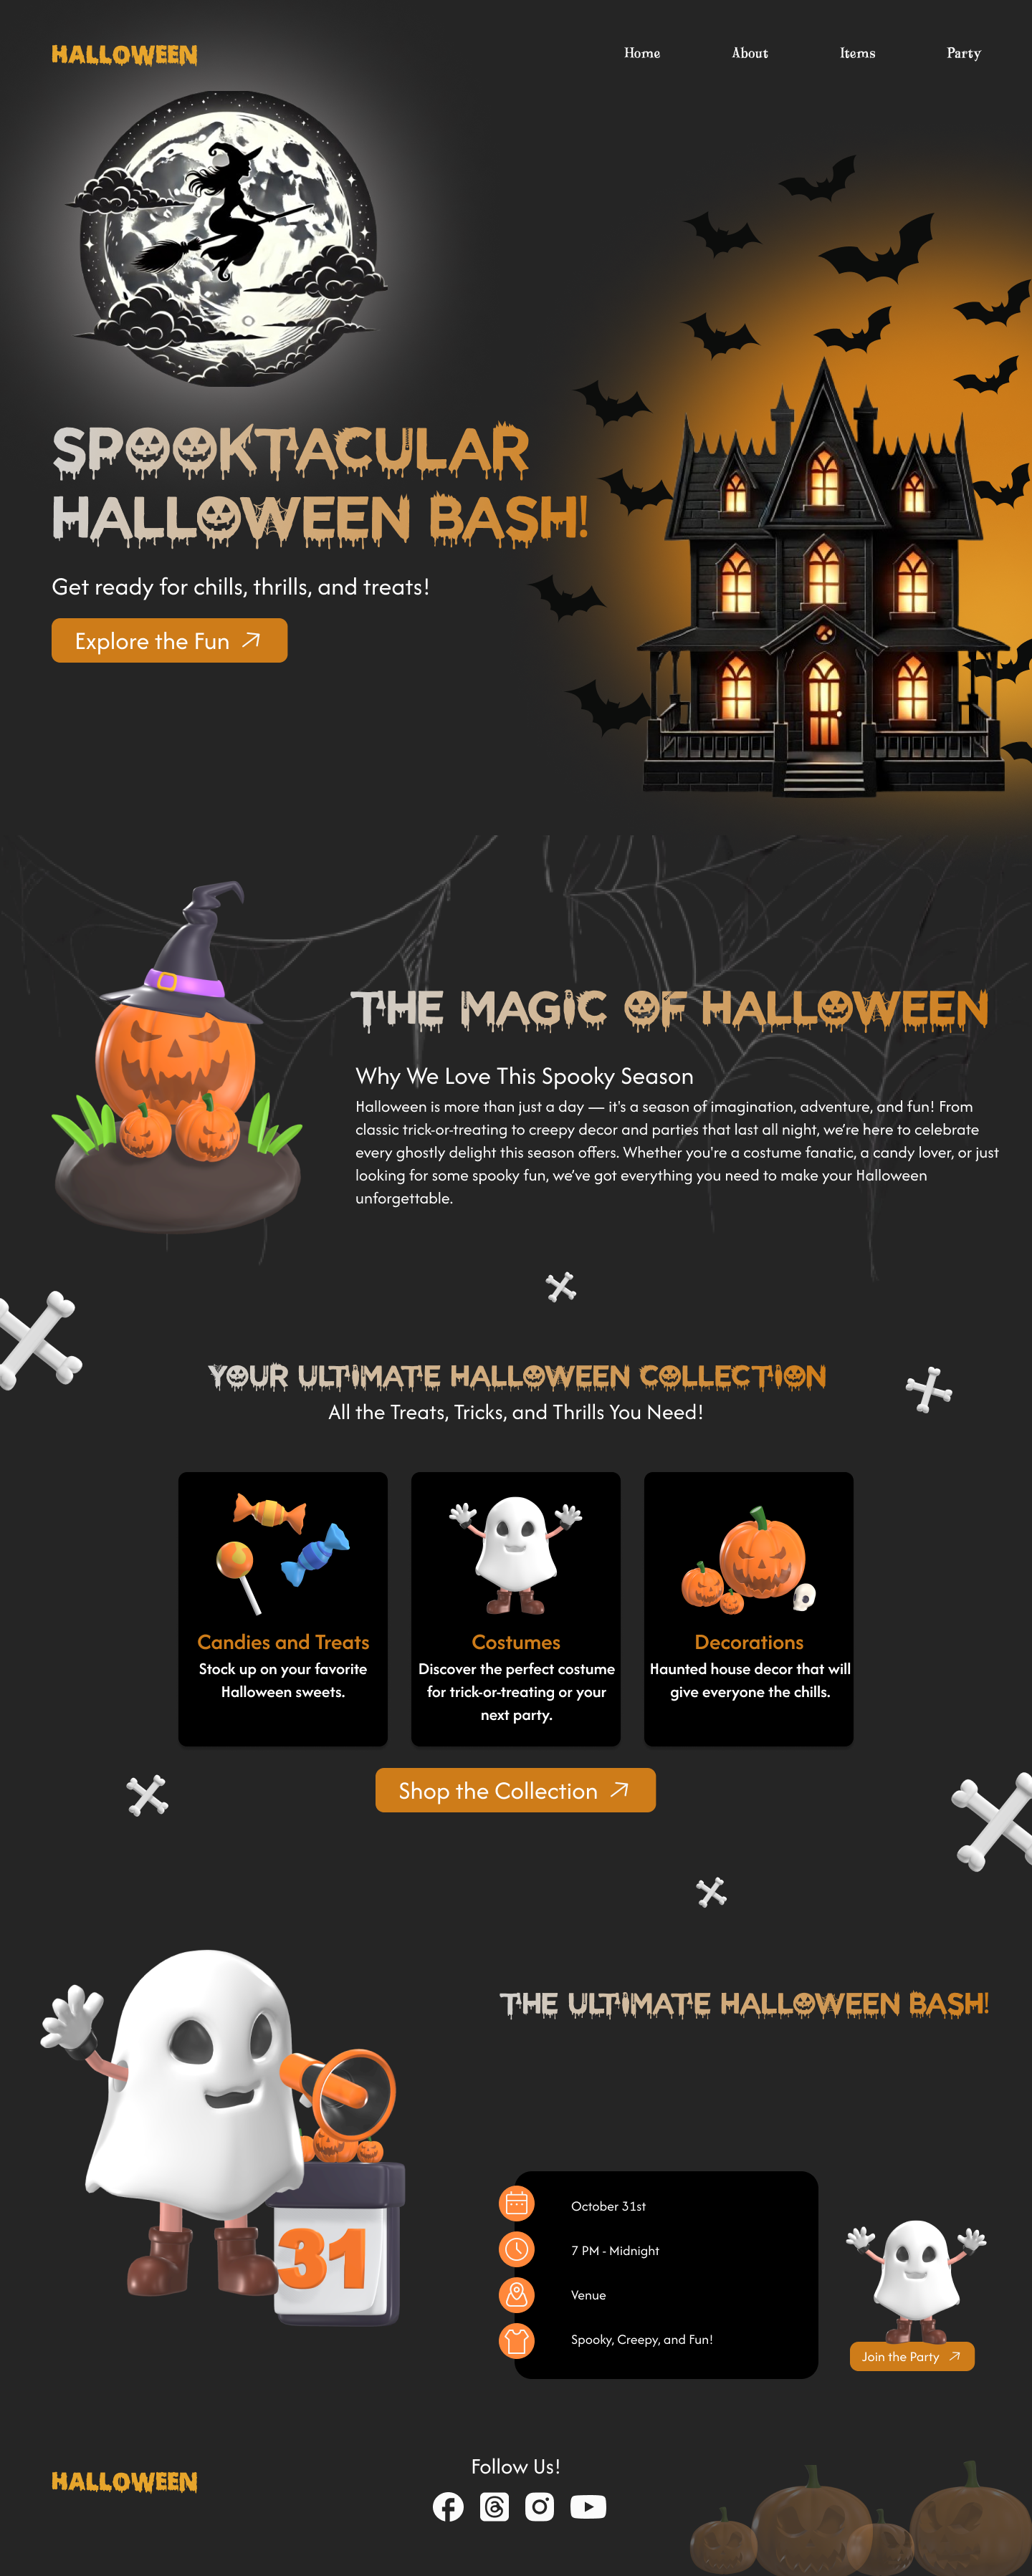 HALLOWEEN
Home
About
Items
Party
SPOOKTACULAR
HALLOWEEN BASH!
Get ready for chills, thrills, and treats!
Explore the Fun
THE MAGIC OF HALLOWEEN
Why We Love This Spooky Season
Halloween is more than just a day — it's a season of imagination, adventure, and fun! From
classic trick-or-treating to creepy decor and parties that last all night, we’re here to celebrate
every ghostly delight this season offers. Whether you're a costume fanatic, a candy lover, or just
looking for some spooky fun, we’ve got everything you need to make your Halloween
unforgettable.
YOUR ULTIMATE HALLOWEEN COLLECTION
All the Treats, Tricks, and Thrills You Need!
Candies and Treats
Stock up on your favorite
Halloween sweets.
Costumes
Discover the perfect costume
for trick-or-treating or your
next party.
Decorations
Haunted house decor that will
give everyone the chills.
Shop the Collection
THE ULTIMATE HALLOWEEN BASH!
31
October 31st
7 PM - Midnight
Venue
Spooky, Creepy, and Fun!
Join the Party
HALLOWEEN
Follow Us!